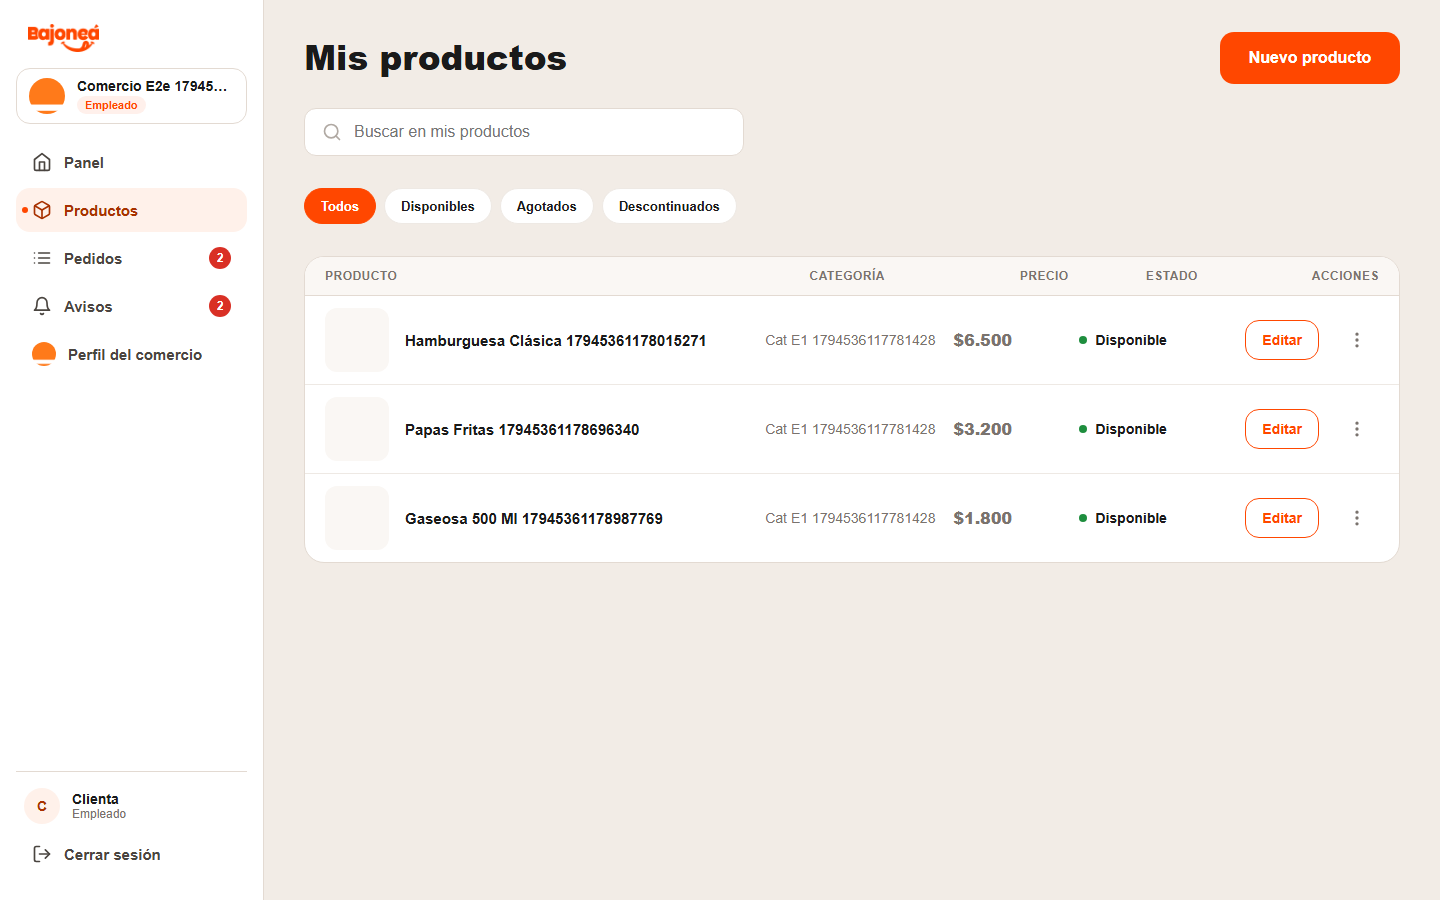 Bajoneá
Comercio E2e 17945…
Empleado
Panel
Productos
Pedidos 2
Avisos 2
Perfil del comercio
Clienta
Empleado
Cerrar sesión
Mis productos
Nuevo producto
Buscar en mis productos
Todos Disponibles Agotados Descontinuados
PRODUCTO CATEGORÍA PRECIO ESTADO ACCIONES
Hamburguesa Clásica 17945361178015271 Cat E1 1794536117781428 $6.500 Disponible Editar
Papas Fritas 17945361178696340 Cat E1 1794536117781428 $3.200 Disponible Editar
Gaseosa 500 Ml 17945361178987769 Cat E1 1794536117781428 $1.800 Disponible Editar
C